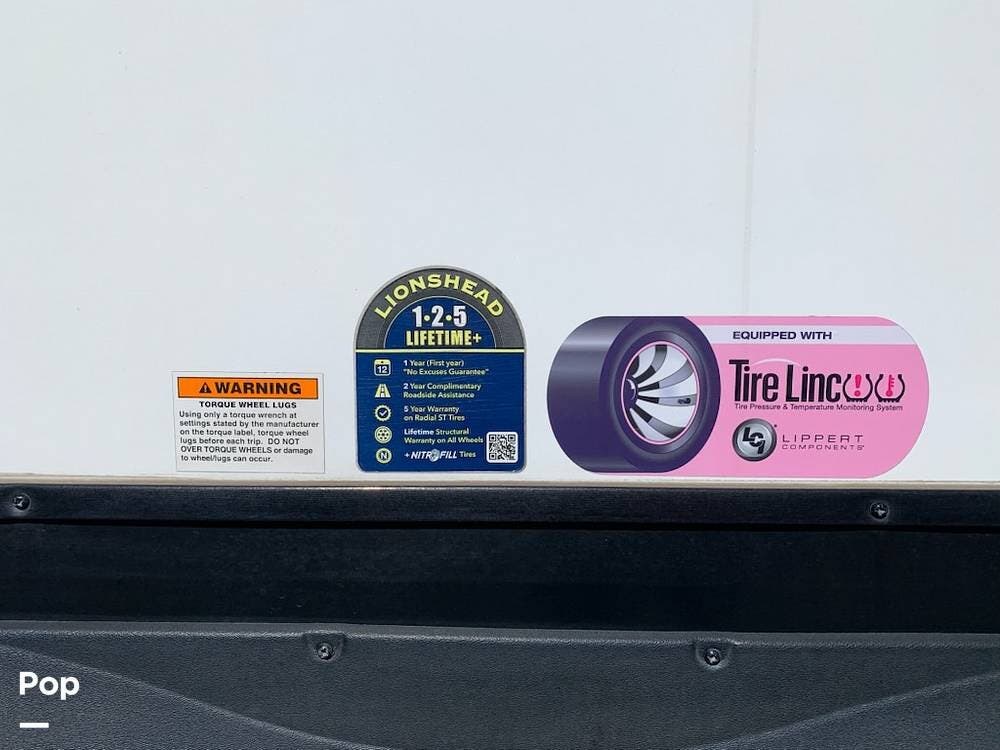 WARNING
TORQUE WHEEL LUGS
Using only a torque wrench at
settings stated by the manufacturer
on the torque label, torque wheel
lugs before each trip. DO NOT
OVER TORQUE WHEELS or damage
to wheel/lugs can occur.
LIONSHEAD
1•2•5
LIFETIME+
12
1 Year (First year)
"No Excuses Guarantee"
2 Year Complimentary
Roadside Assistance
5 Year Warranty
on Radial ST Tires
Lifetime Structural
Warranty on All Wheels
N
+ NITROFILL Tires
EQUIPPED WITH
Tire Linc
Tire Pressure & Temperature Monitoring System
LCI
LIPPERT
COMPONENTS®
Pop